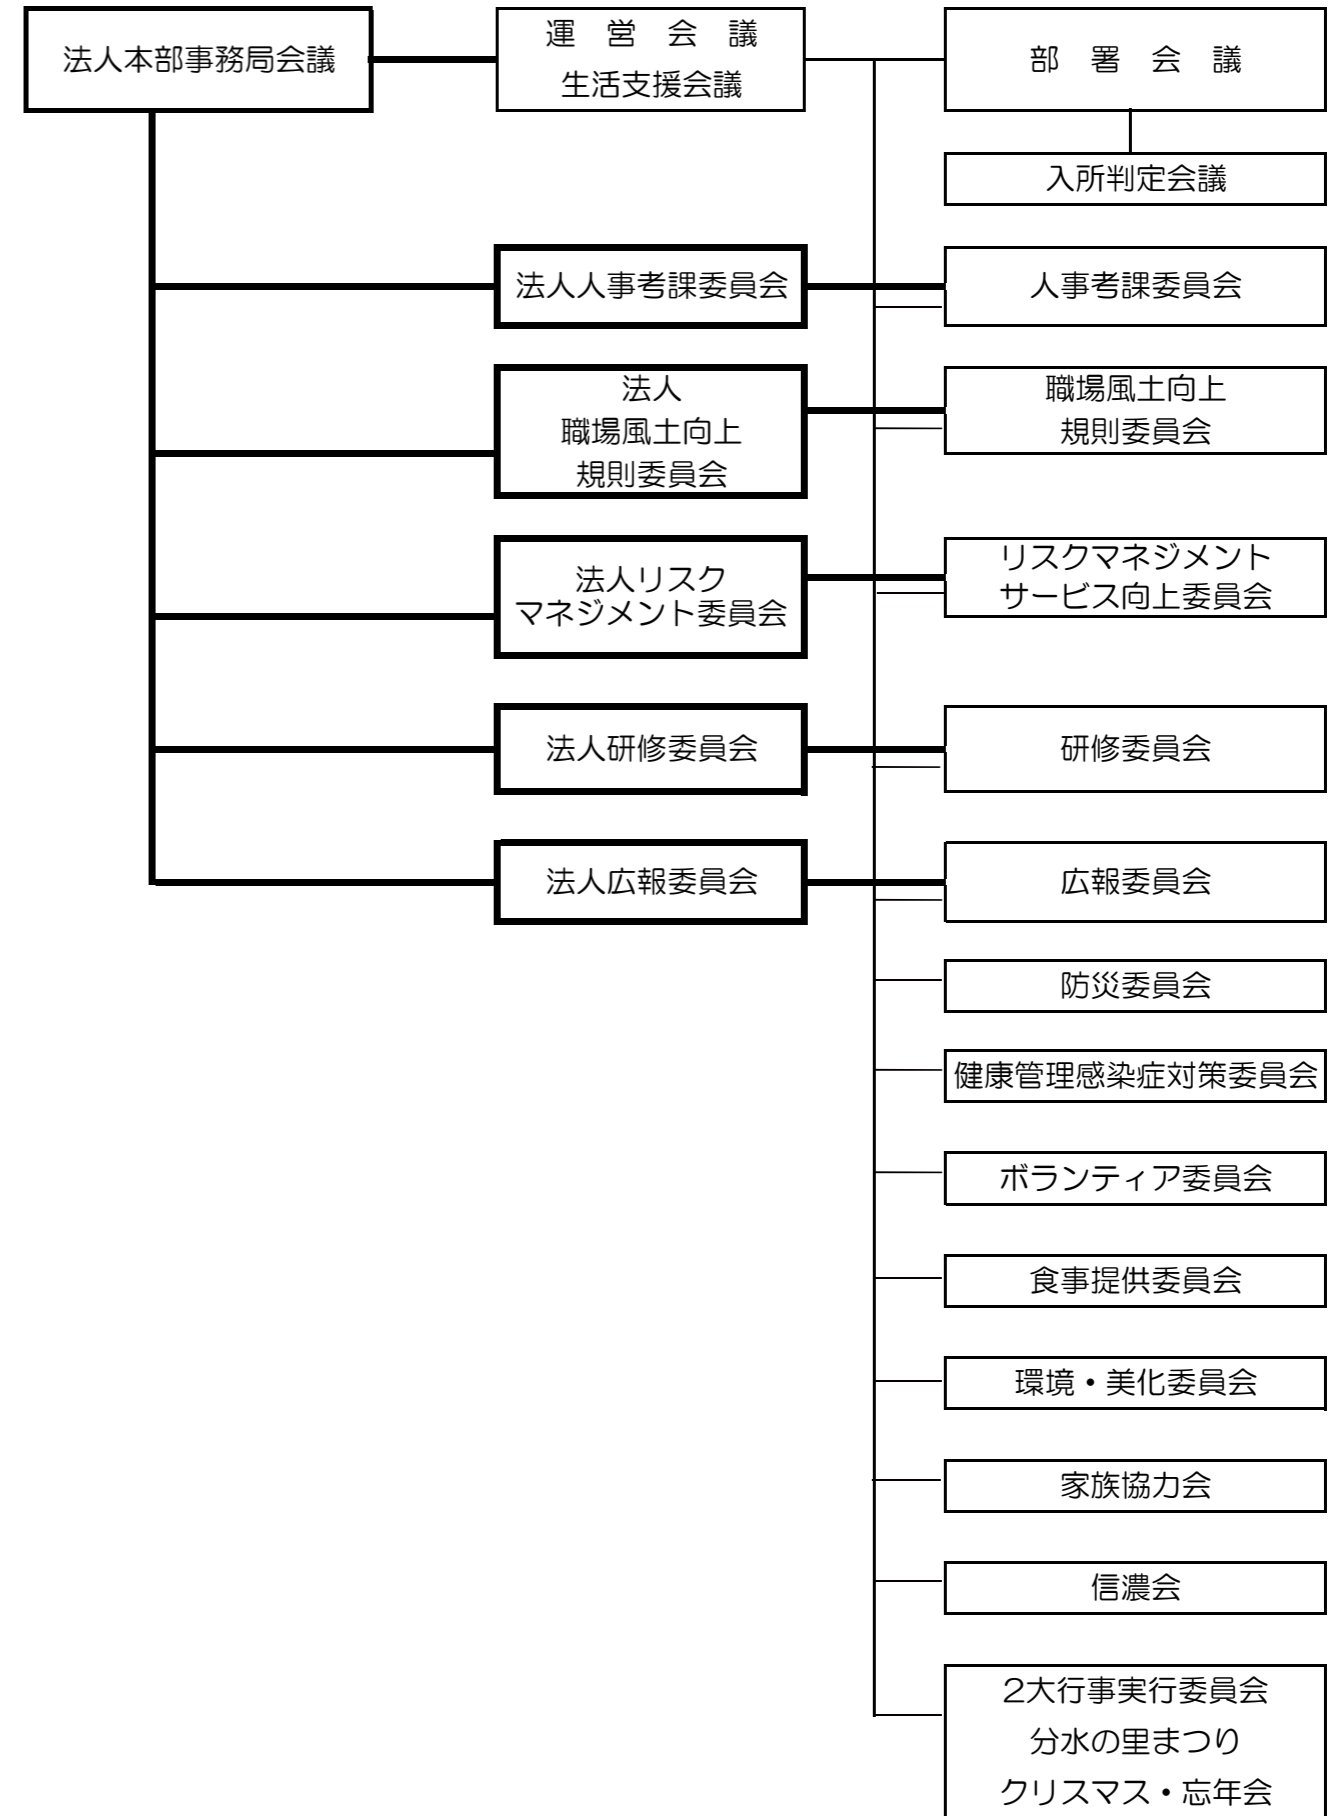 法人本部事務局会議
運　営　会　議
生活支援会議
部　署　会　議
入所判定会議
法人人事考課委員会
人事考課委員会
法人
職場風土向上
規則委員会
職場風土向上
規則委員会
法人リスク
マネジメント委員会
リスクマネジメント
サービス向上委員会
法人研修委員会
研修委員会
法人広報委員会
広報委員会
防災委員会
健康管理感染症対策委員会
ボランティア委員会
食事提供委員会
環境・美化委員会
家族協力会
信濃会
2大行事実行委員会
分水の里まつり
クリスマス・忘年会